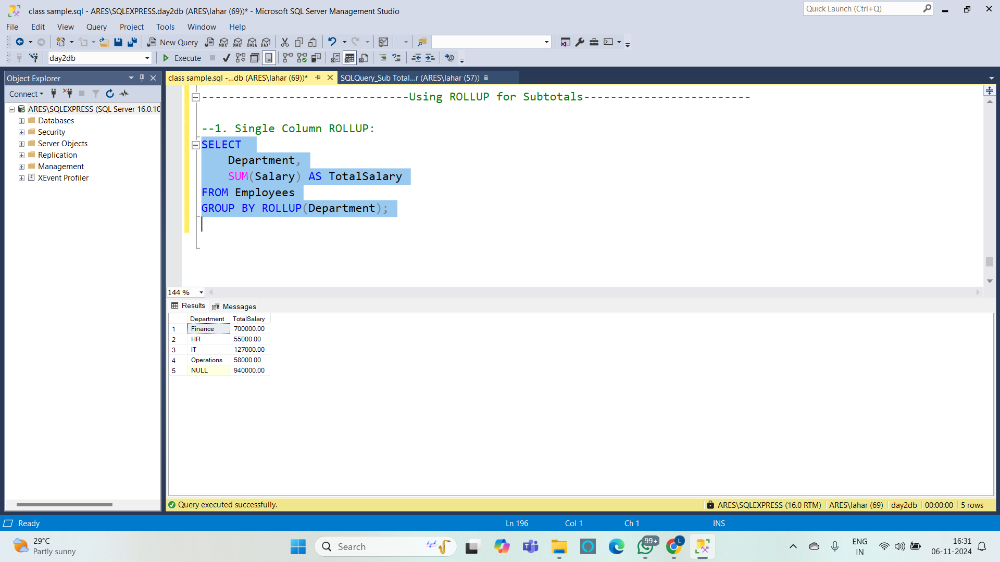 class sample.sql - ARES\SQLEXPRESS.day2db (ARES\lahar (69))* - Microsoft SQL Server Management Studio
Quick Launch (Ctrl+Q)
File Edit View Query Project Tools Window Help
New Query MDX DMX XMLA DAX
day2db Execute
Object Explorer
class sample.sql -...db (ARES\lahar (69))* SQLQuery_Sub Total...r (ARES\lahar (57))
Connect
ARES\SQLEXPRESS (SQL Server 16.0.10
Databases
Security
Server Objects
Replication
Management
XEvent Profiler
-------------------------------Using ROLLUP for Subtotals-------------------------
--1. Single Column ROLLUP:
SELECT
Department,
SUM(Salary) AS TotalSalary
FROM Employees
GROUP BY ROLLUP(Department);
144 %
Results Messages
Department TotalSalary
1 Finance 700000.00
2 HR 55000.00
3 IT 127000.00
4 Operations 58000.00
5 NULL 940000.00
Query executed successfully. ARES\SQLEXPRESS (16.0 RTM) ARES\lahar (69) day2db 00:00:00 5 rows
Ready Ln 196 Col 1 Ch 1 INS
29°C
Partly sunny
Search
99+
L
ENG
IN
16:31
06-11-2024